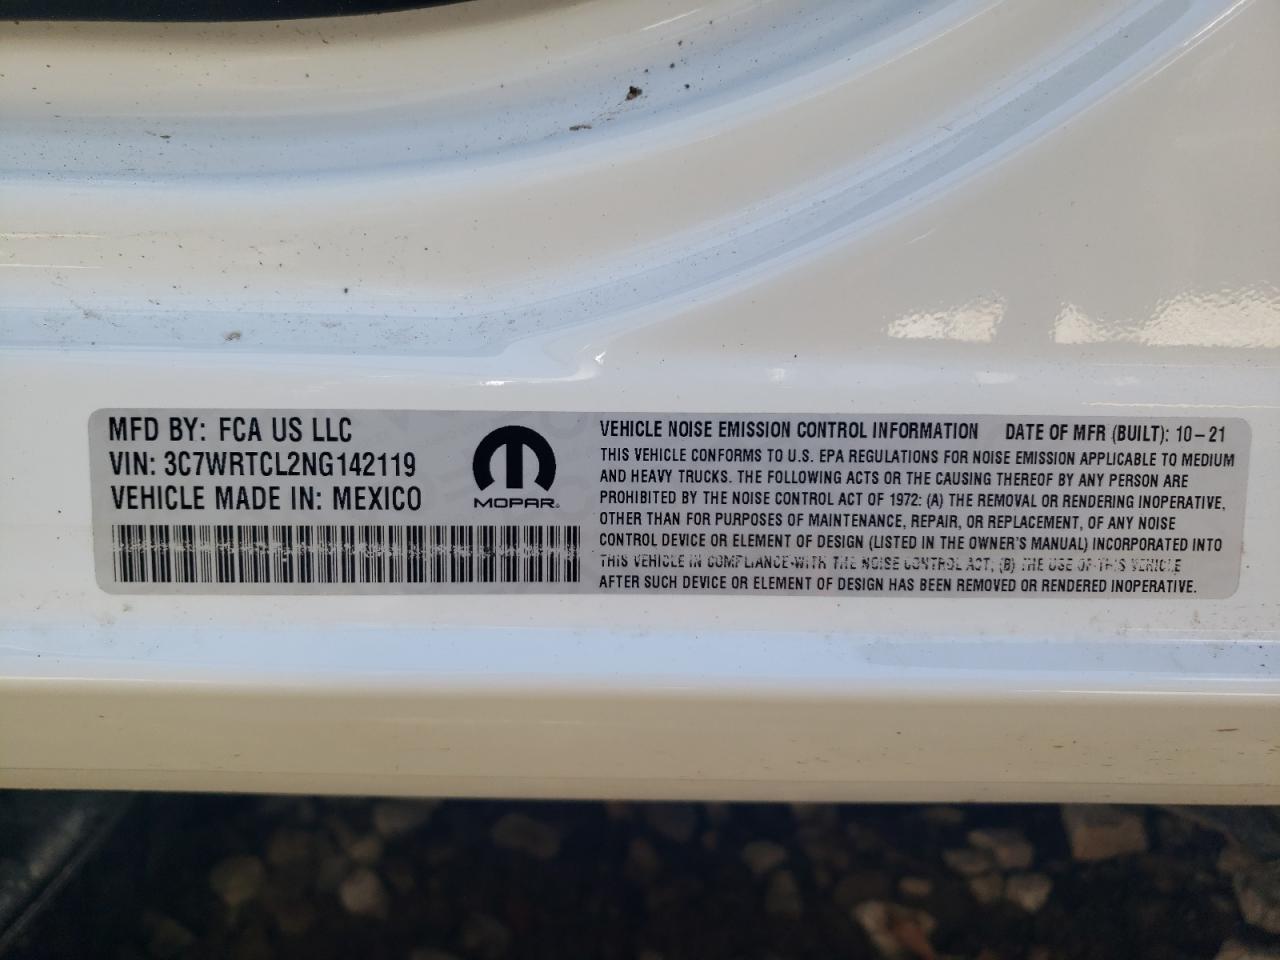 MFD BY: FCA US LLC
VIN: 3C7WRTCL2NG142119
VEHICLE MADE IN: MEXICO
MOPAR®
VEHICLE NOISE EMISSION CONTROL INFORMATION DATE OF MFR (BUILT): 10-21
THIS VEHICLE CONFORMS TO U.S. EPA REGULATIONS FOR NOISE EMISSION APPLICABLE TO MEDIUM
AND HEAVY TRUCKS. THE FOLLOWING ACTS OR THE CAUSING THEREOF BY ANY PERSON ARE
PROHIBITED BY THE NOISE CONTROL ACT OF 1972: (A) THE REMOVAL OR RENDERING INOPERATIVE,
OTHER THAN FOR PURPOSES OF MAINTENANCE, REPAIR, OR REPLACEMENT, OF ANY NOISE
CONTROL DEVICE OR ELEMENT OF DESIGN (LISTED IN THE OWNER'S MANUAL) INCORPORATED INTO
THIS VEHICLE IN COMPLIANCE WITH THE NOISE CONTROL ACT, (B) THE USE OF THIS VEHICLE
AFTER SUCH DEVICE OR ELEMENT OF DESIGN HAS BEEN REMOVED OR RENDERED INOPERATIVE.